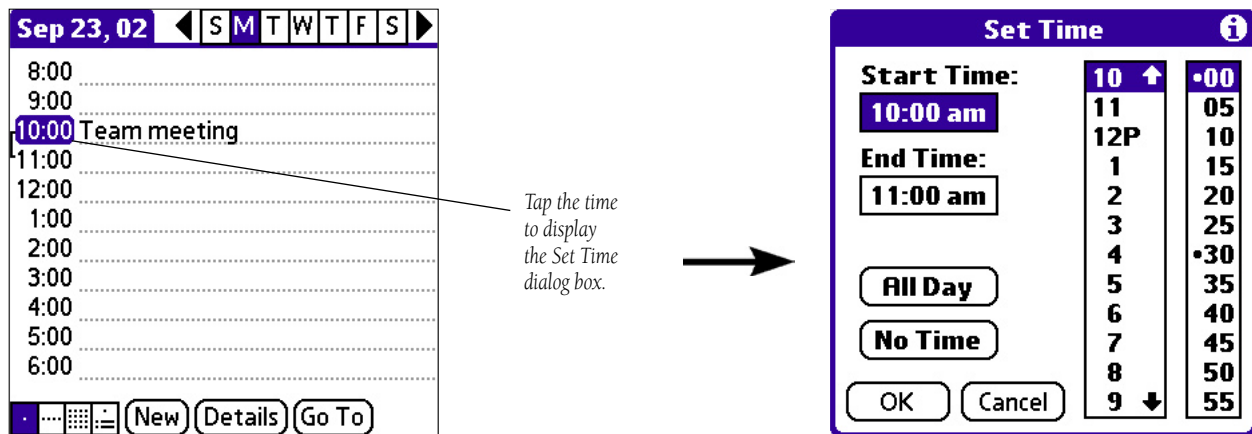 Sep 23, 02 S M T W T F S
8:00
9:00
10:00 Team meeting
11:00
12:00
1:00
2:00
3:00
4:00
5:00
6:00
New Details Go To
Tap the time
to display
the Set Time
dialog box.
Set Time i
Start Time:
10:00 am
End Time:
11:00 am
All Day
No Time
OK Cancel
10
11
12P
1
2
3
4
5
6
7
8
9
•00
05
10
15
20
25
•30
35
40
45
50
55